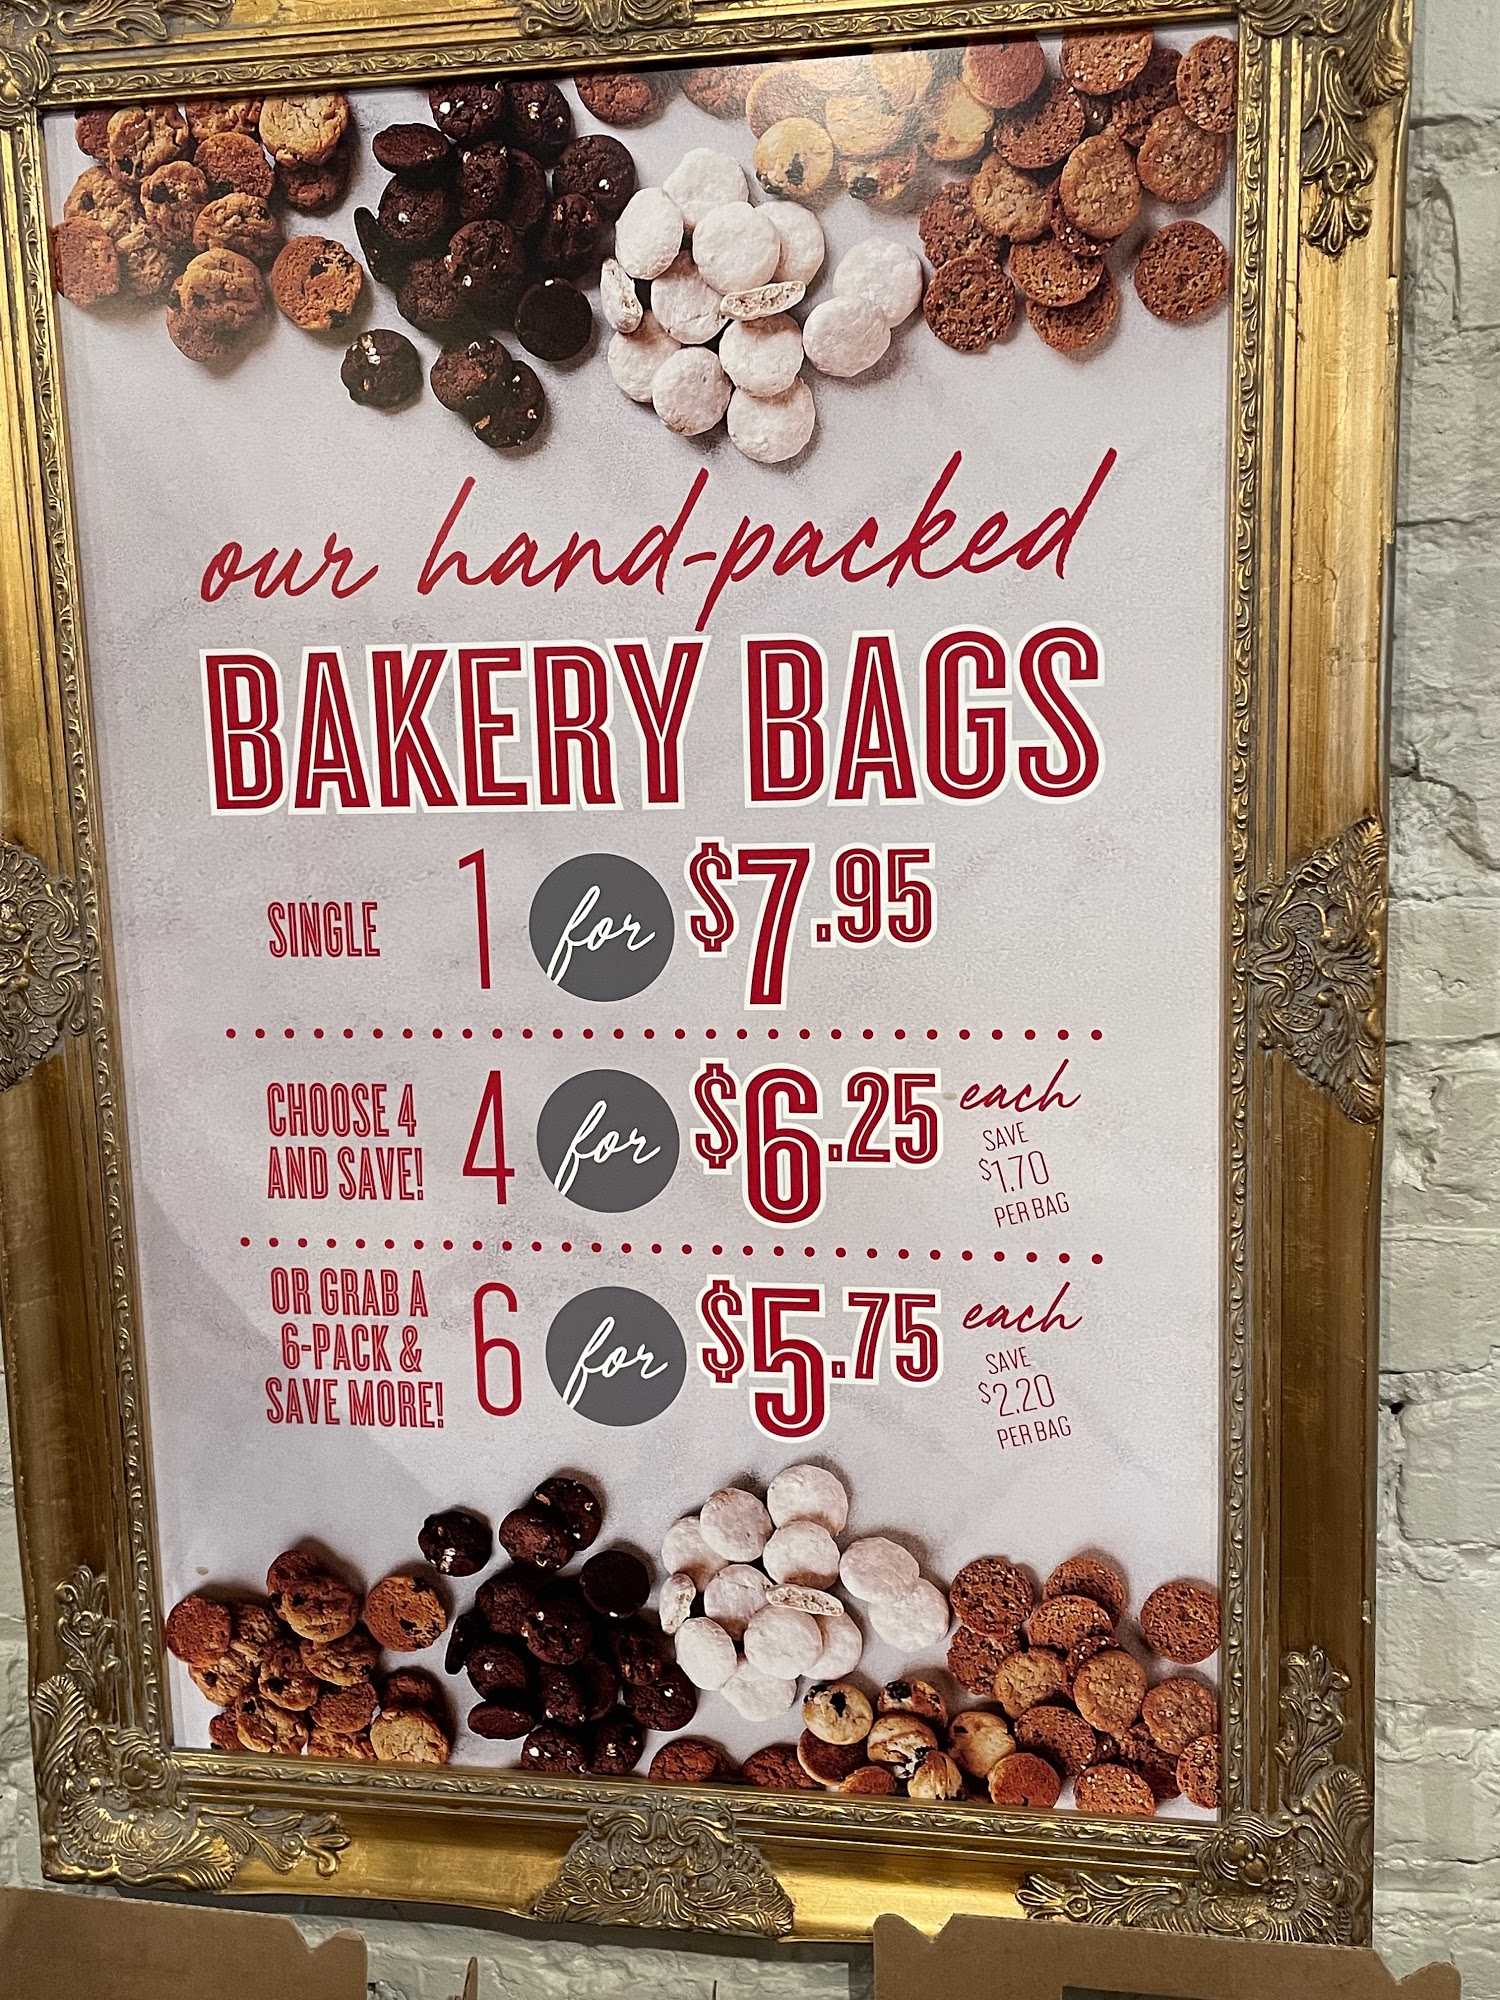 our hand-packed
BAKERY BAGS
SINGLE 1 for $7.95
CHOOSE 4
AND SAVE!
4 for $6.25 each
SAVE
$1.70
PER BAG
OR GRAB A
6-PACK &
SAVE MORE!
6 for $5.75 each
SAVE
$2.20
PER BAG